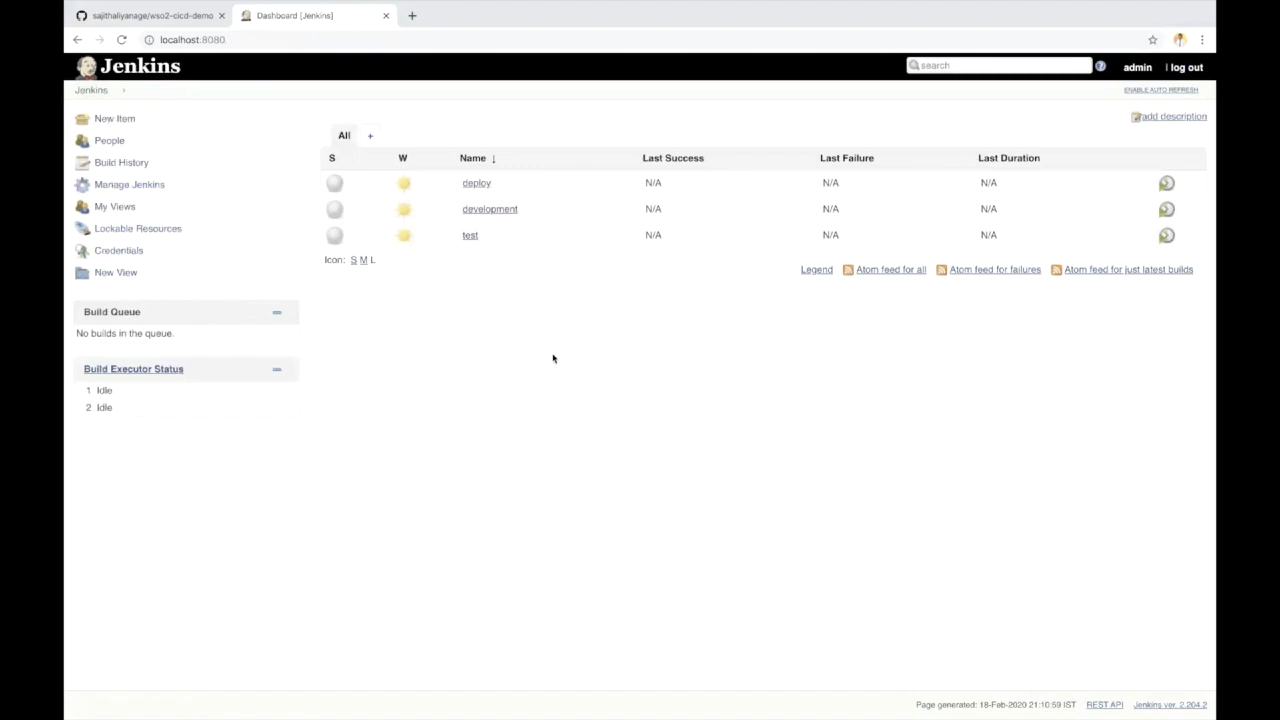 sajithaliyanage/wso2-cicd-demo
Dashboard [Jenkins]
localhost:8080
Jenkins
search
admin | log out
Jenkins
ENABLE AUTO REFRESH
New Item
People
Build History
Manage Jenkins
My Views
Lockable Resources
Credentials
New View
Build Queue
No builds in the queue.
Build Executor Status
1 Idle
2 Idle
add description
All +
S W Name ↓ Last Success Last Failure Last Duration
deploy N/A N/A N/A
development N/A N/A N/A
test N/A N/A N/A
Icon: S M L
Legend Atom feed for all Atom feed for failures Atom feed for just latest builds
Page generated: 18-Feb-2020 21:10:59 IST REST API Jenkins ver. 2.204.2